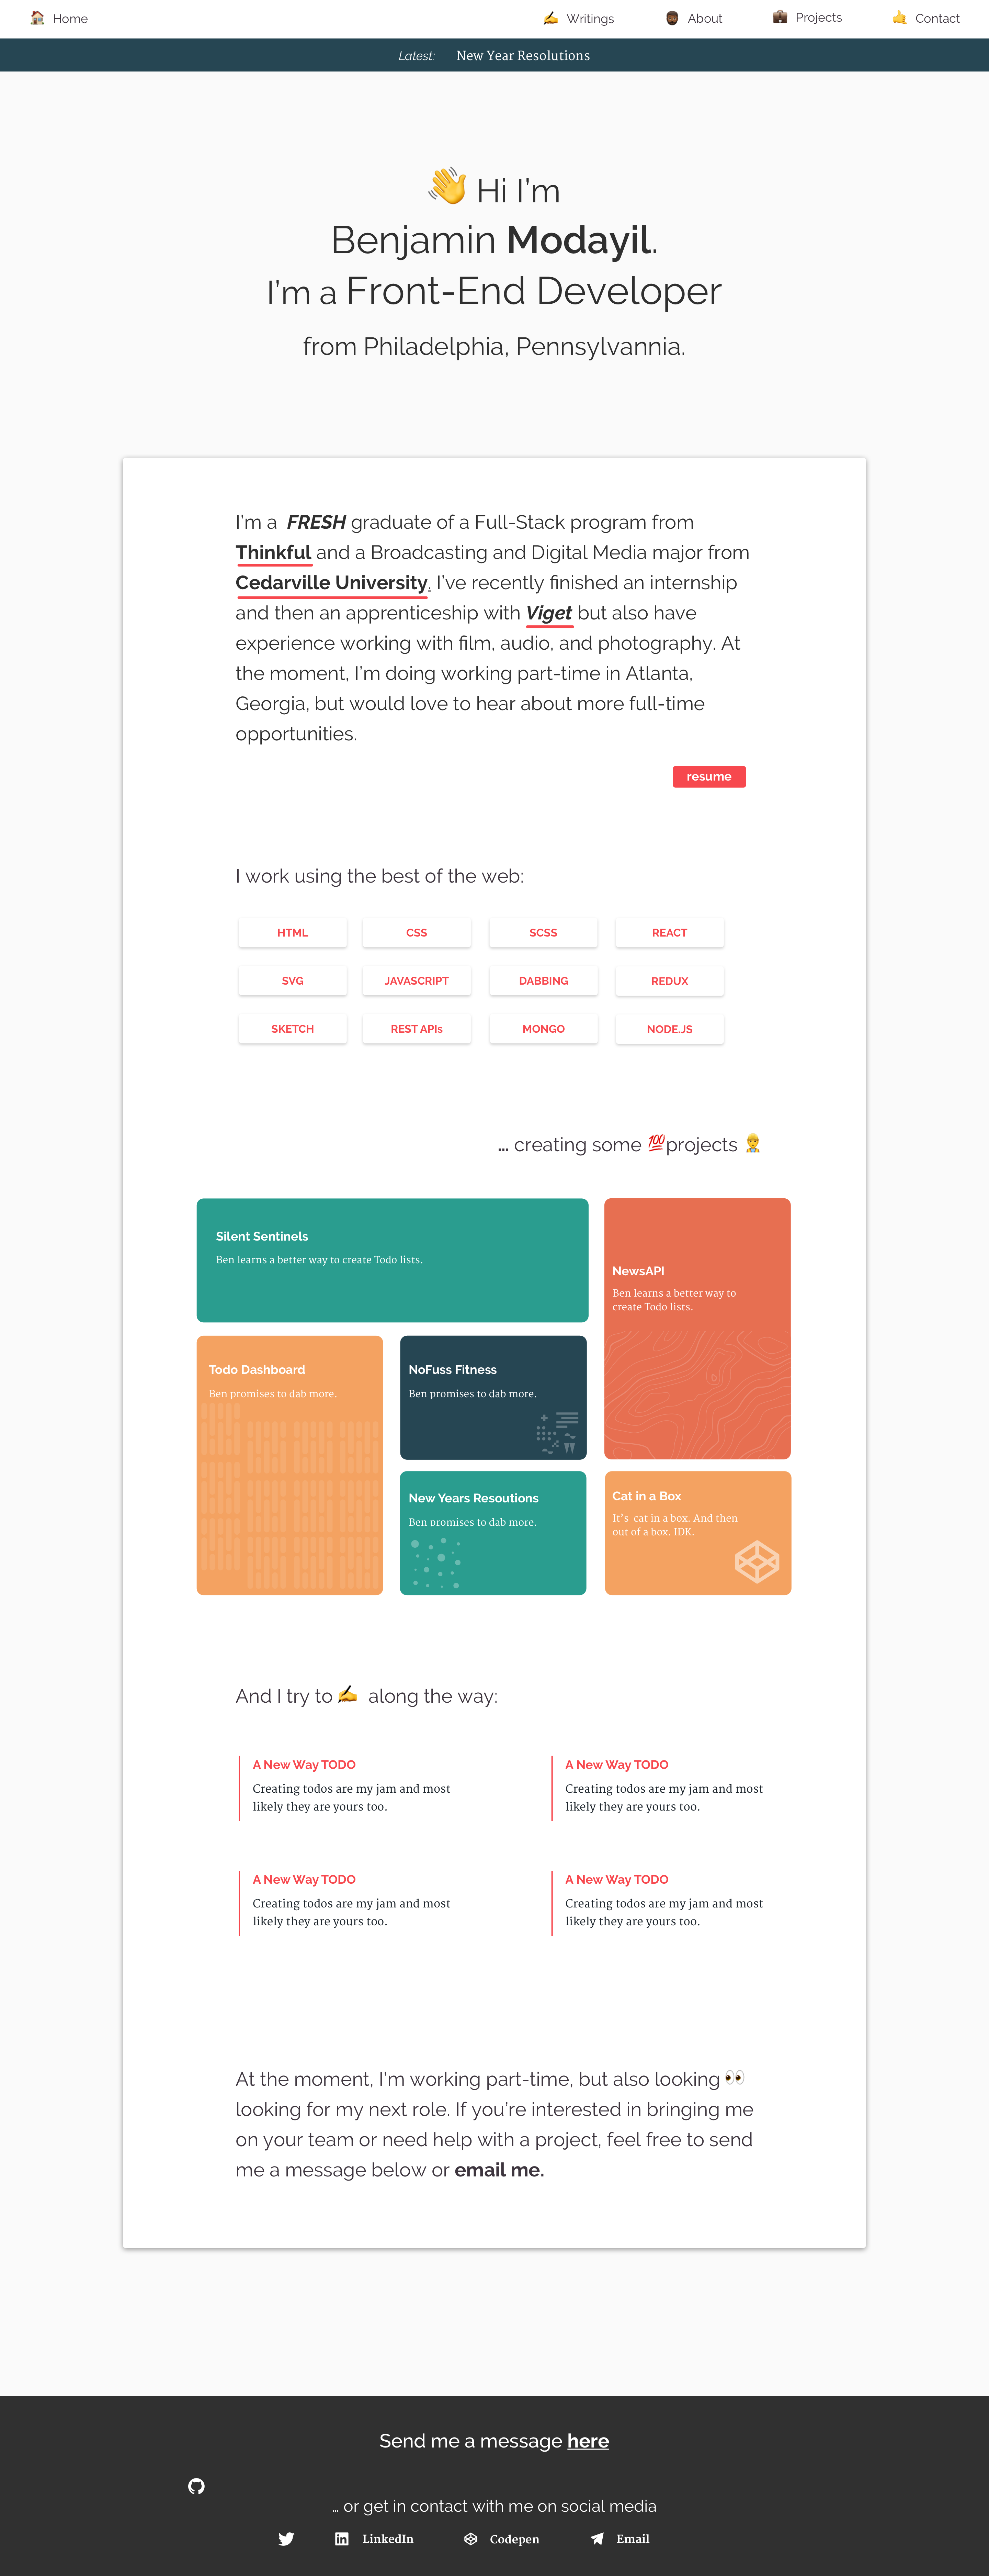 Home
Writings
About
Projects
Contact
Latest: New Year Resolutions
Hi I'm
Benjamin Modayil.
I'm a Front-End Developer
from Philadelphia, Pennsylvannia.
I'm a FRESH graduate of a Full-Stack program from
Thinkful and a Broadcasting and Digital Media major from
Cedarville University. I've recently finished an internship
and then an apprenticeship with Viget but also have
experience working with film, audio, and photography. At
the moment, I'm doing working part-time in Atlanta,
Georgia, but would love to hear about more full-time
opportunities.
resume
I work using the best of the web:
HTML
CSS
SCSS
REACT
SVG
JAVASCRIPT
DABBING
REDUX
SKETCH
REST APIs
MONGO
NODE.JS
... creating some 💯projects
Silent Sentinels
Ben learns a better way to create Todo lists.
NewsAPI
Ben learns a better way to
create Todo lists.
Todo Dashboard
Ben promises to dab more.
NoFuss Fitness
Ben promises to dab more.
New Years Resoutions
Ben promises to dab more.
Cat in a Box
It's cat in a box. And then
out of a box. IDK.
And I try to ✍ along the way:
A New Way TODO
Creating todos are my jam and most
likely they are yours too.
A New Way TODO
Creating todos are my jam and most
likely they are yours too.
A New Way TODO
Creating todos are my jam and most
likely they are yours too.
A New Way TODO
Creating todos are my jam and most
likely they are yours too.
At the moment, I'm working part-time, but also looking
looking for my next role. If you're interested in bringing me
on your team or need help with a project, feel free to send
me a message below or email me.
Send me a message here
... or get in contact with me on social media
LinkedIn
Codepen
Email